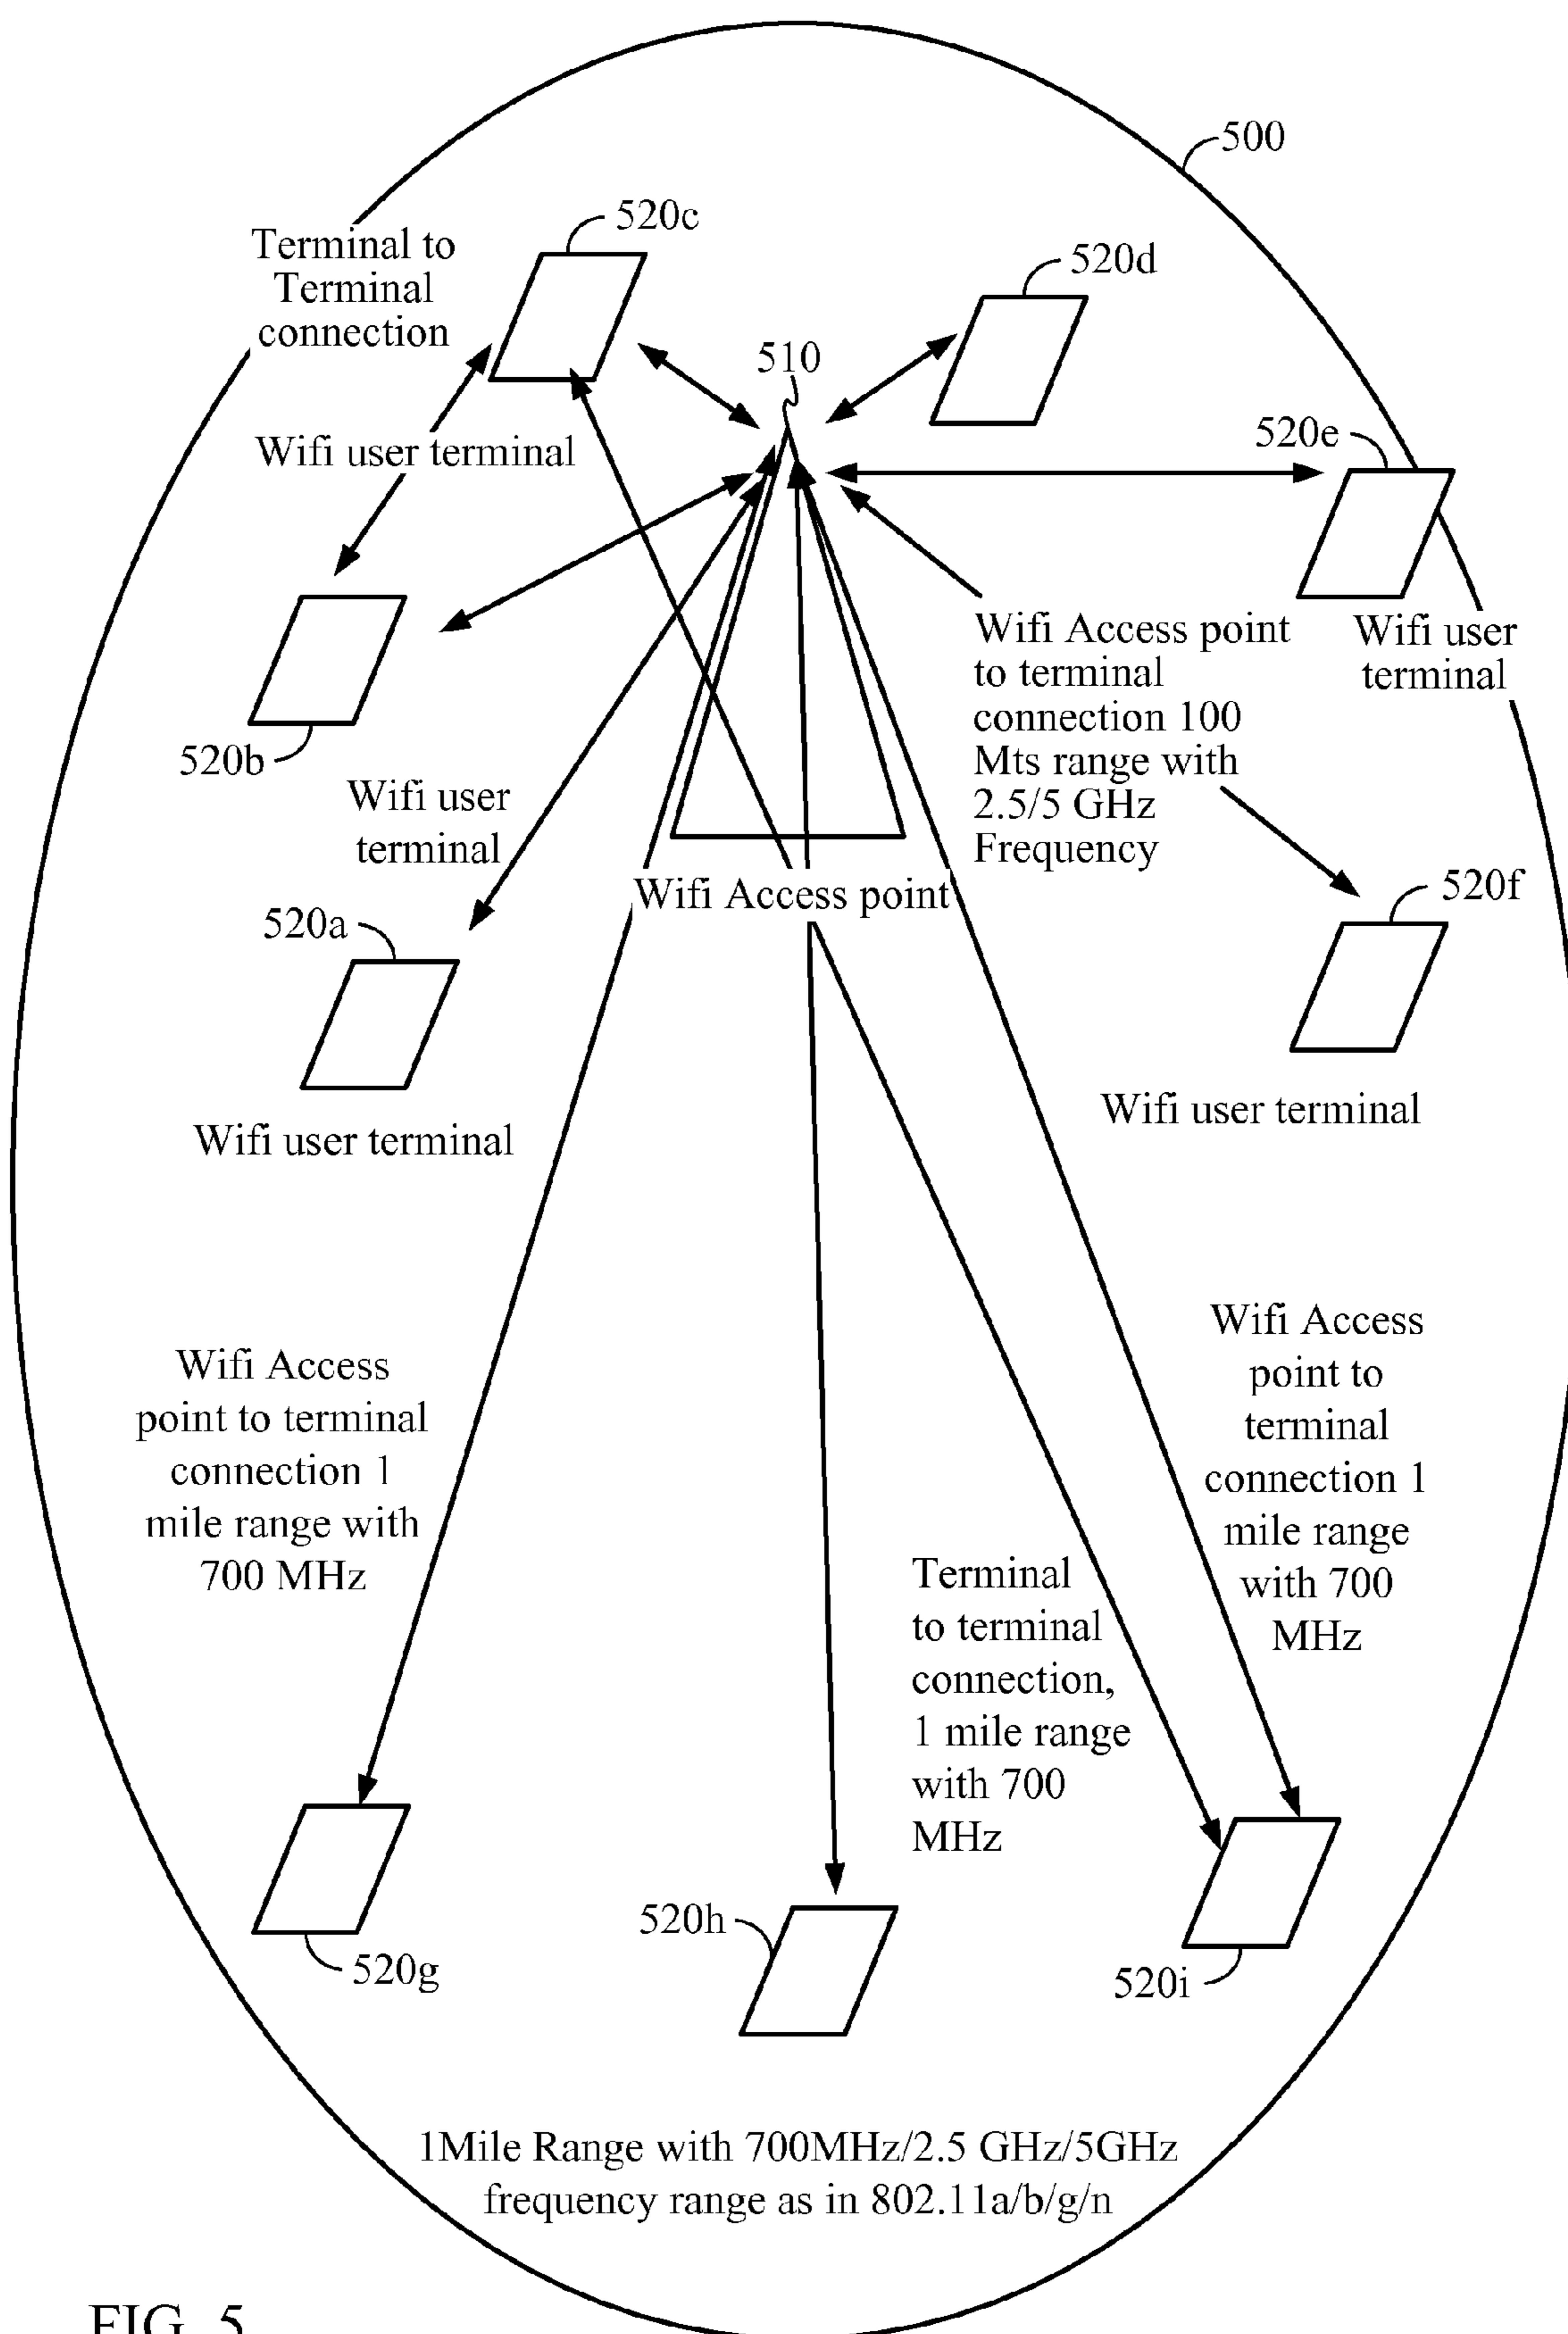 500
520c
Terminal to
Terminal
connection
520d
510
520e
Wifi user terminal
Wifi Access point
to terminal
connection 100
Mts range with
2.5/5 GHz
Frequency
Wifi user
terminal
520b
Wifi user
terminal
520f
Wifi Access point
520a
Wifi user terminal
Wifi user terminal
Wifi Access
point to
terminal
connection 1
mile range
with 700
MHz
Wifi Access
point to terminal
connection 1
mile range with
700 MHz
Terminal
to terminal
connection,
1 mile range
with 700
MHz
520h
520g
520i
1Mile Range with 700MHz/2.5 GHz/5GHz
frequency range as in 802.11a/b/g/n
FIG. 5